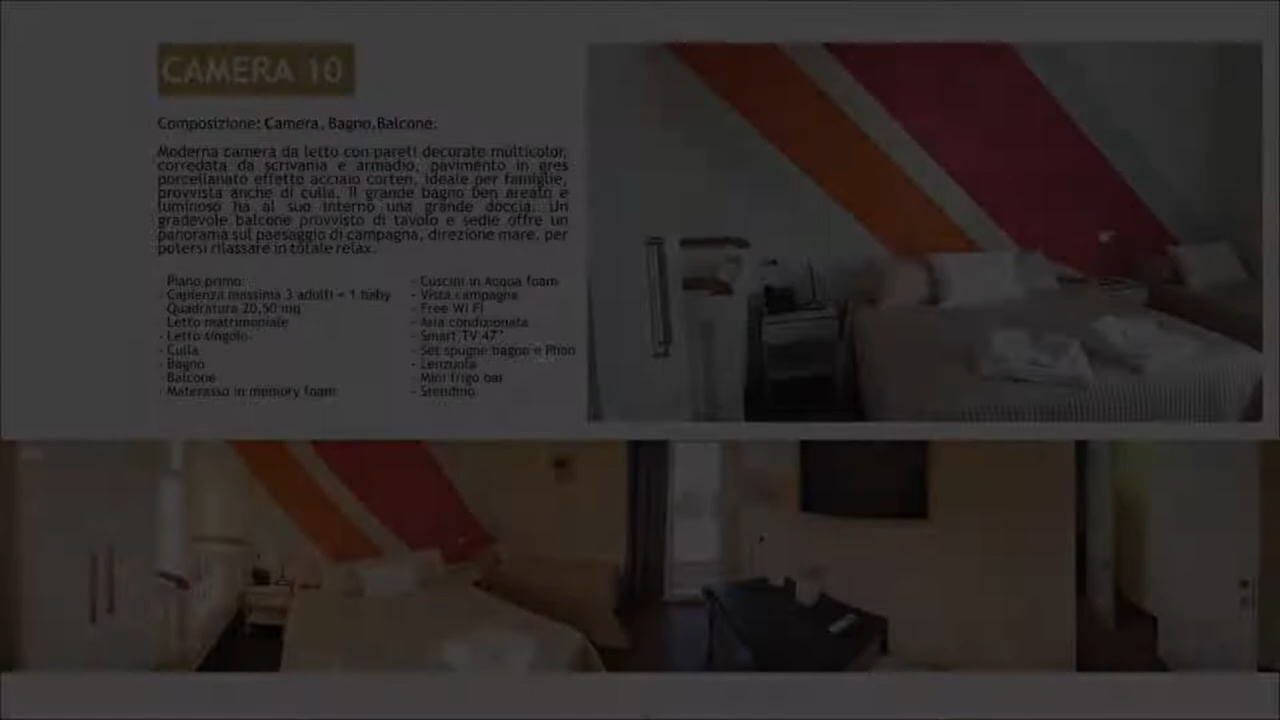 CAMERA 10
Composizione: Camera, Bagno,Balcone.
Moderna camera da letto con pareti decorate multicolor,
corredata da scrivania e armadio, pavimento in gres
porcellanato effetto acciaio corten, ideale per famiglie,
provvista anche di culla. Il grande bagno ben areato e
luminoso ha al suo interno una grande doccia. Un
gradevole balcone provvisto di tavolo e sedie offre un
panorama sul paesaggio di campagna, direzione mare, per
potersi rilassare in totale relax.
Piano primo
- Capienza massima 3 adulti + 1 baby
Quadratura 20,50 mq
- Letto matrimoniale
- Letto singolo
- Culla
- Bagno
- Balcone
- Materasso in memory foam
- Cuscini in Acqua foam
- Vista campagna
- Free WI FI
- Aria condizionata
- Smart TV 47"
- Set spugne bagno e Phon
- Lenzuola
- Mini frigo bar
- Stendino